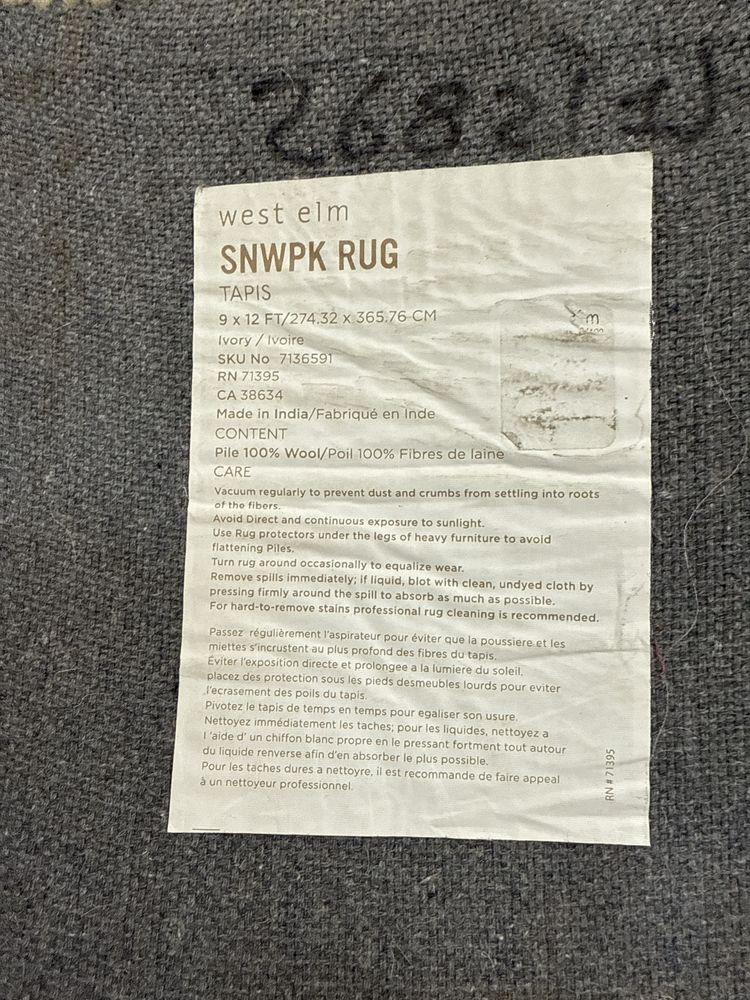 west elm
SNWPK RUG
TAPIS
9 x 12 FT/274.32 x 365.76 CM
Ivory / Ivoire
SKU No 7136591
RN 71395
CA 38634
Made in India/Fabriqué en Inde
CONTENT
Pile 100% Wool/Poil 100% Fibres de laine
CARE
Vacuum regularly to prevent dust and crumbs from settling into roots
of the fibers.
Avoid Direct and continuous exposure to sunlight.
Use Rug protectors under the legs of heavy furniture to avoid
flattening Piles.
Turn rug around occasionally to equalize wear.
Remove spills immediately; if liquid, blot with clean, undyed cloth by
pressing firmly around the spill to absorb as much as possible.
For hard-to-remove stains professional rug cleaning is recommended.
Passez régulièrement l'aspirateur pour éviter que la poussiere et les
miettes s'incrustent au plus profond des fibres du tapis.
Éviter l'exposition directe et prolongee a la lumiere du soleil.
placez des protection sous les pieds desmeubles lourds pour eviter
l'ecrasement des poils du tapis.
Pivotez le tapis de temps en temps pour egaliser son usure.
Nettoyez immédiatement les taches; pour les liquides, nettoyez a
l 'aide d' un chiffon blanc propre en le pressant fortment tout autour
du liquide renverse afin d'en absorber le plus possible.
Pour les taches dures a nettoyre, il est recommande de faire appeal
à un nettoyeur professionnel.
RN # 71395